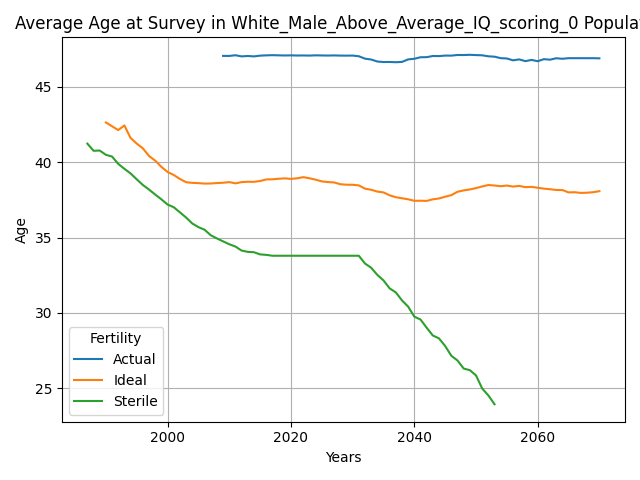 Average Age at Survey in White_Male_Above_Average_IQ_scoring_0 Popula
Age
45
40
35
30
25
Fertility
Actual
Ideal
Sterile
2000 2020 2040 2060
Years